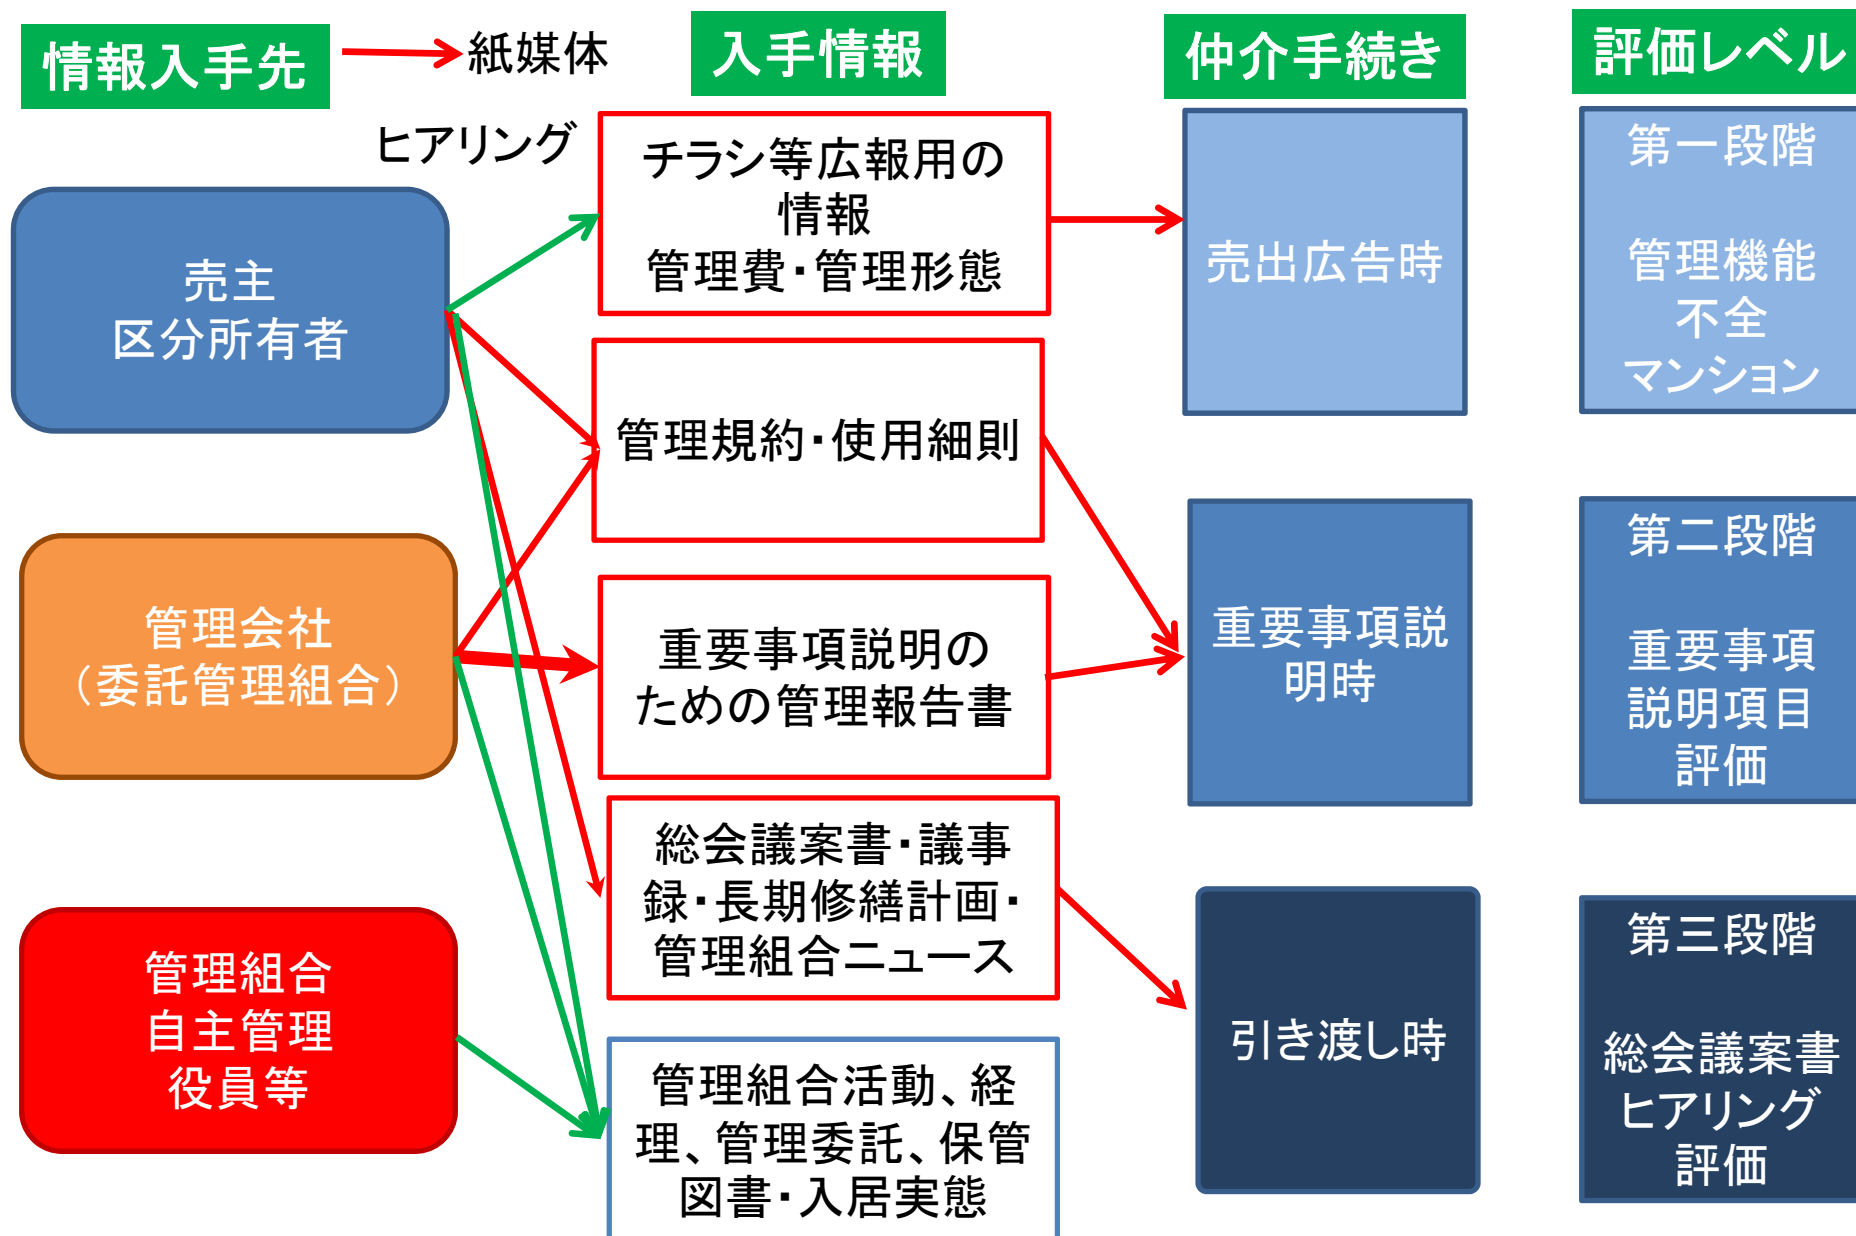 情報入手先
紙媒体
入手情報
仲介手続き
評価レベル
ヒアリング
売主
区分所有者
管理会社
（委託管理組合）
管理組合
自主管理
役員等
チラシ等広報用の
情報
管理費・管理形態
管理規約・使用細則
重要事項説明の
ための管理報告書
総会議案書・議事
録・長期修繕計画・
管理組合ニュース
管理組合活動、経
理、管理委託、保管
図書・入居実態
売出広告時
重要事項説
明時
引き渡し時
第一段階
管理機能
不全
マンション
第二段階
重要事項
説明項目
評価
第三段階
総会議案書
ヒアリング
評価